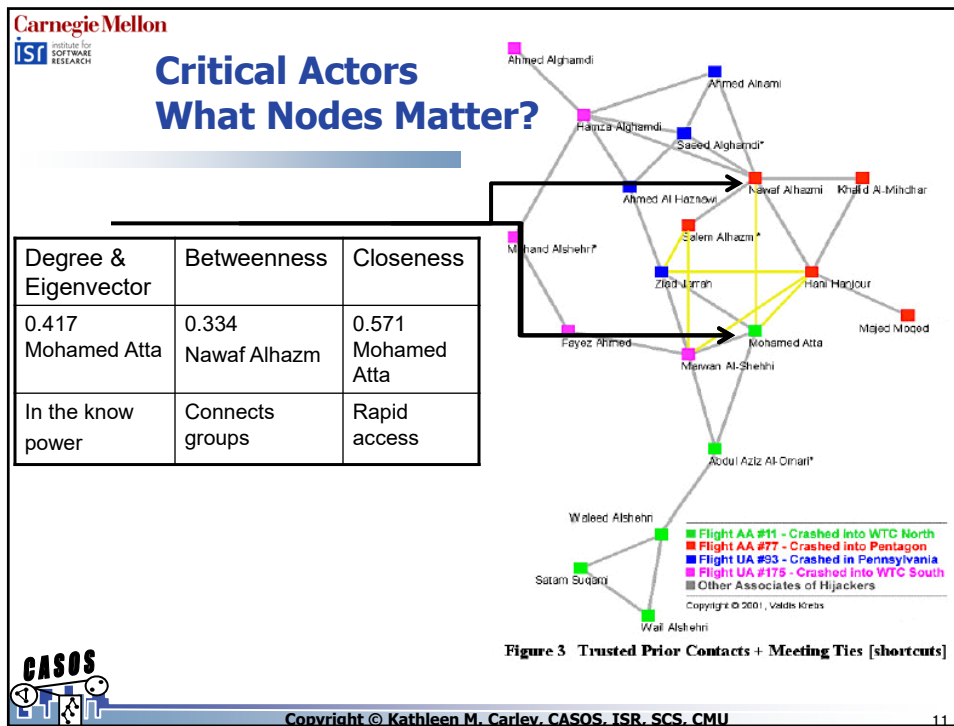 Carnegie Mellon
isr institute for SOFTWARE RESEARCH
Critical Actors
What Nodes Matter?
Degree & Eigenvector
Betweenness
Closeness
0.417 Mohamed Atta
0.334 Nawaf Alhazm
0.571 Mohamed Atta
In the know power
Connects groups
Rapid access
Ahmed Alghamdi
Ahmed Alnami
Hamza Alghamdi
Saeed Alghamdi*
Nawaf Alhazmi
Khalid Al-Mihdhar
Ahmed Al Haznawi
Salem Alhazmi*
Mohand Alshehri*
Ziad Jarrah
Hani Hanjour
Majed Moqed
Fayez Ahmed
Mohamed Atta
Marwan Al-Shehhi
Abdul Aziz Al-Omari*
Waleed Alshehri
Satam Suqami
Wail Alshehri
Flight AA #11 - Crashed into WTC North
Flight AA #77 - Crashed into Pentagon
Flight UA #93 - Crashed in Pennsylvania
Flight UA #175 - Crashed into WTC South
Other Associates of Hijackers
Copyright © 2001, Valdis Krebs
Figure 3 Trusted Prior Contacts + Meeting Ties [shortcuts]
CASOS
Copyright © Kathleen M. Carley, CASOS, ISR, SCS, CMU
11